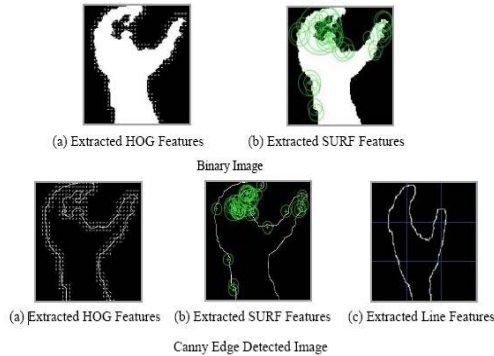 (a) Extracted HOG Features (b) Extracted SURF Features
Binary Image
(a) Extracted HOG Features (b) Extracted SURF Features (c) Extracted Line Features
Canny Edge Detected Image